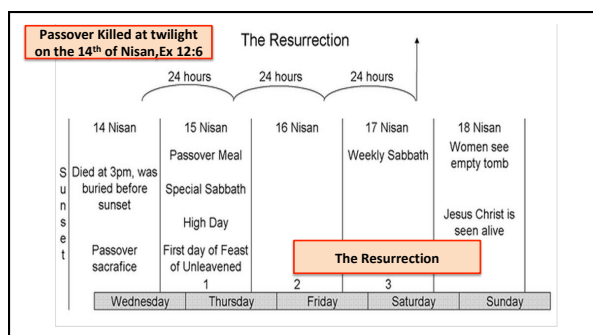 Passover Killed at twilight
on the 14th of Nisan,Ex 12:6
The Resurrection
24 hours
24 hours
24 hours
Sunset
14 Nisan
Died at 3pm, was
buried before
sunset
Passover
sacrafice
15 Nisan
Passover Meal
Special Sabbath
High Day
First day of Feast
of Unleavened
1
16 Nisan
2
17 Nisan
Weekly Sabbath
3
18 Nisan
Women see
empty tomb
Jesus Christ is
seen alive
The Resurrection
Wednesday
Thursday
Friday
Saturday
Sunday